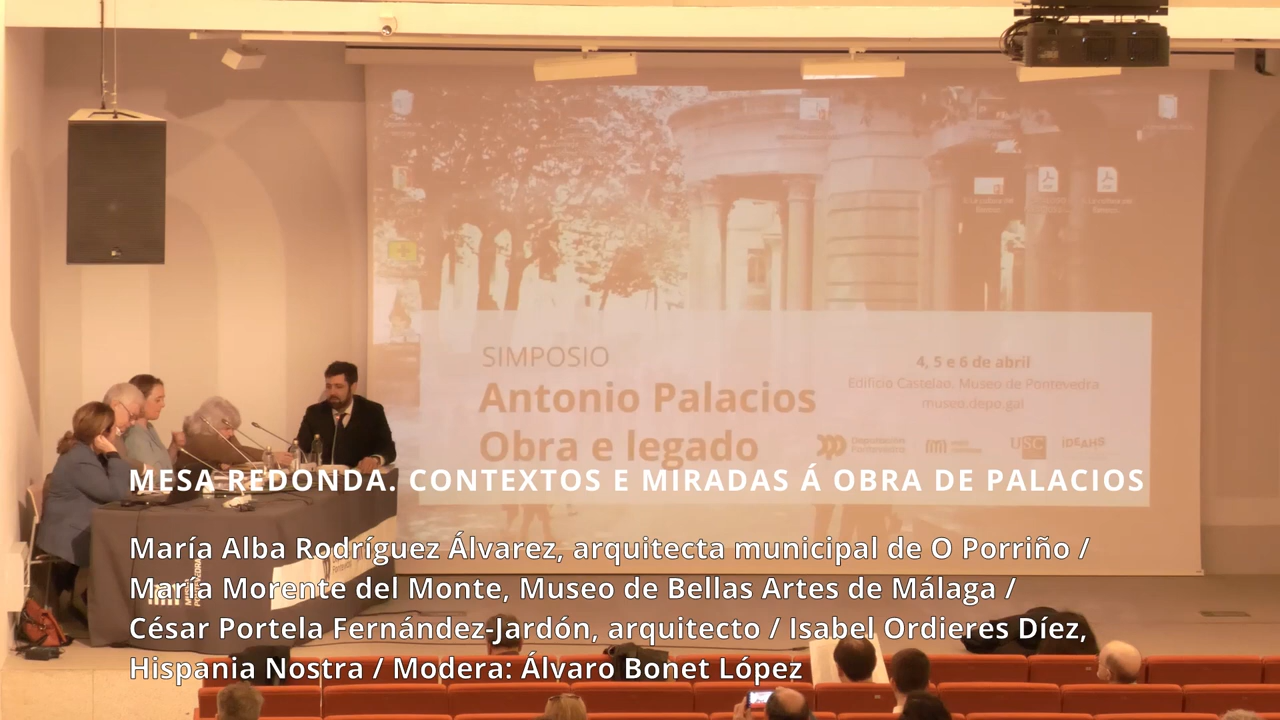 SIMPOSIO
Antonio Palacios
Obra e legado
4, 5 e 6 de abril
Edificio Castelao. Museo de Pontevedra
museo.depo.gal
USC
iDEAHS
MESA REDONDA. CONTEXTOS E MIRADAS Á OBRA DE PALACIOS
María Alba Rodríguez Álvarez, arquitecta municipal de O Porriño /
María Morente del Monte, Museo de Bellas Artes de Málaga /
César Portela Fernández-Jardón, arquitecto / Isabel Ordieres Díez,
Hispania Nostra / Modera: Álvaro Bonet López